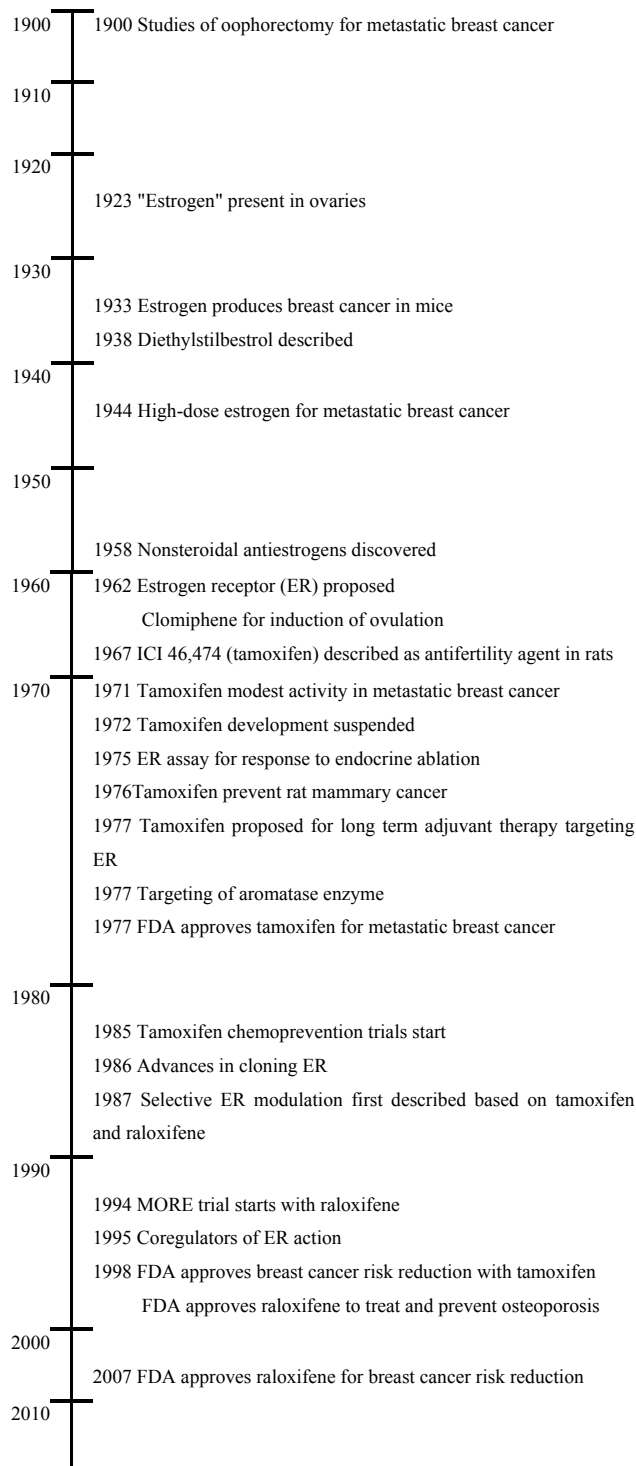 1900 1900 Studies of oophorectomy for metastatic breast cancer
1910
1920
1923 "Estrogen" present in ovaries
1930
1933 Estrogen produces breast cancer in mice
1938 Diethylstilbestrol described
1940
1944 High-dose estrogen for metastatic breast cancer
1950
1958 Nonsteroidal antiestrogens discovered
1960 1962 Estrogen receptor (ER) proposed
Clomiphene for induction of ovulation
1967 ICI 46,474 (tamoxifen) described as antifertility agent in rats
1970 1971 Tamoxifen modest activity in metastatic breast cancer
1972 Tamoxifen development suspended
1975 ER assay for response to endocrine ablation
1976Tamoxifen prevent rat mammary cancer
1977 Tamoxifen proposed for long term adjuvant therapy targeting
ER
1977 Targeting of aromatase enzyme
1977 FDA approves tamoxifen for metastatic breast cancer
1980
1985 Tamoxifen chemoprevention trials start
1986 Advances in cloning ER
1987 Selective ER modulation first described based on tamoxifen
and raloxifene
1990
1994 MORE trial starts with raloxifene
1995 Coregulators of ER action
1998 FDA approves breast cancer risk reduction with tamoxifen
FDA approves raloxifene to treat and prevent osteoporosis
2000
2007 FDA approves raloxifene for breast cancer risk reduction
2010